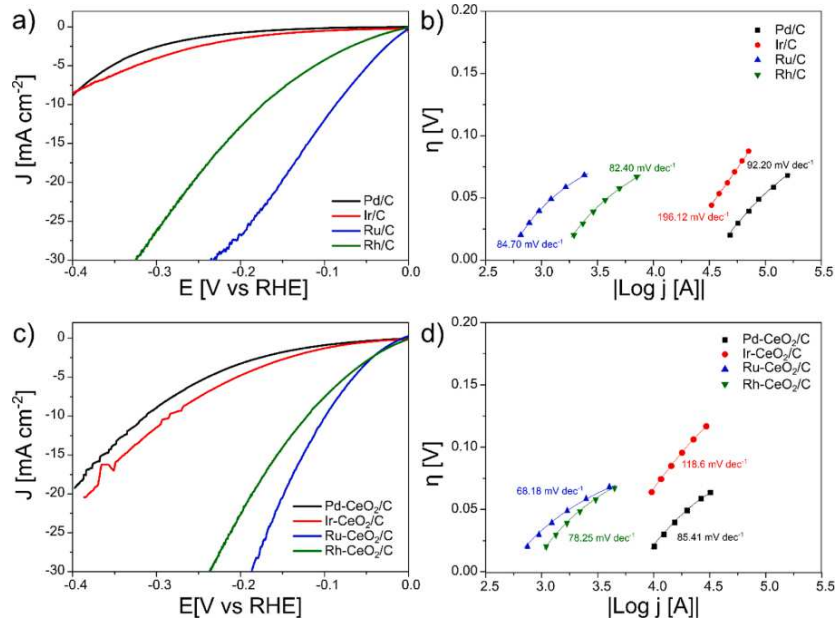 a)
J [mA cm⁻²]
0
-5
-10
-15
-20
-25
-30
-0.4
-0.3
-0.2
-0.1
0.0
E [V vs RHE]
Pd/C
Ir/C
Ru/C
Rh/C
b)
η [V]
0.20
0.15
0.10
0.05
0.00
2.5
3.0
3.5
4.0
4.5
5.0
5.5
|Log j [A]|
Pd/C
Ir/C
Ru/C
Rh/C
82.40 mV dec⁻¹
92.20 mV dec⁻¹
196.12 mV dec⁻¹
84.70 mV dec⁻¹
c)
J [mA cm⁻²]
0
-5
-10
-15
-20
-25
-30
-0.4
-0.3
-0.2
-0.1
0.0
E[V vs RHE]
Pd-CeO₂/C
Ir-CeO₂/C
Ru-CeO₂/C
Rh-CeO₂/C
d)
η [V]
0.20
0.15
0.10
0.05
0.00
2.5
3.0
3.5
4.0
4.5
5.0
5.5
|Log j [A]|
Pd-CeO₂/C
Ir-CeO₂/C
Ru-CeO₂/C
Rh-CeO₂/C
118.6 mV dec⁻¹
68.18 mV dec⁻¹
78.25 mV dec⁻¹
85.41 mV dec⁻¹